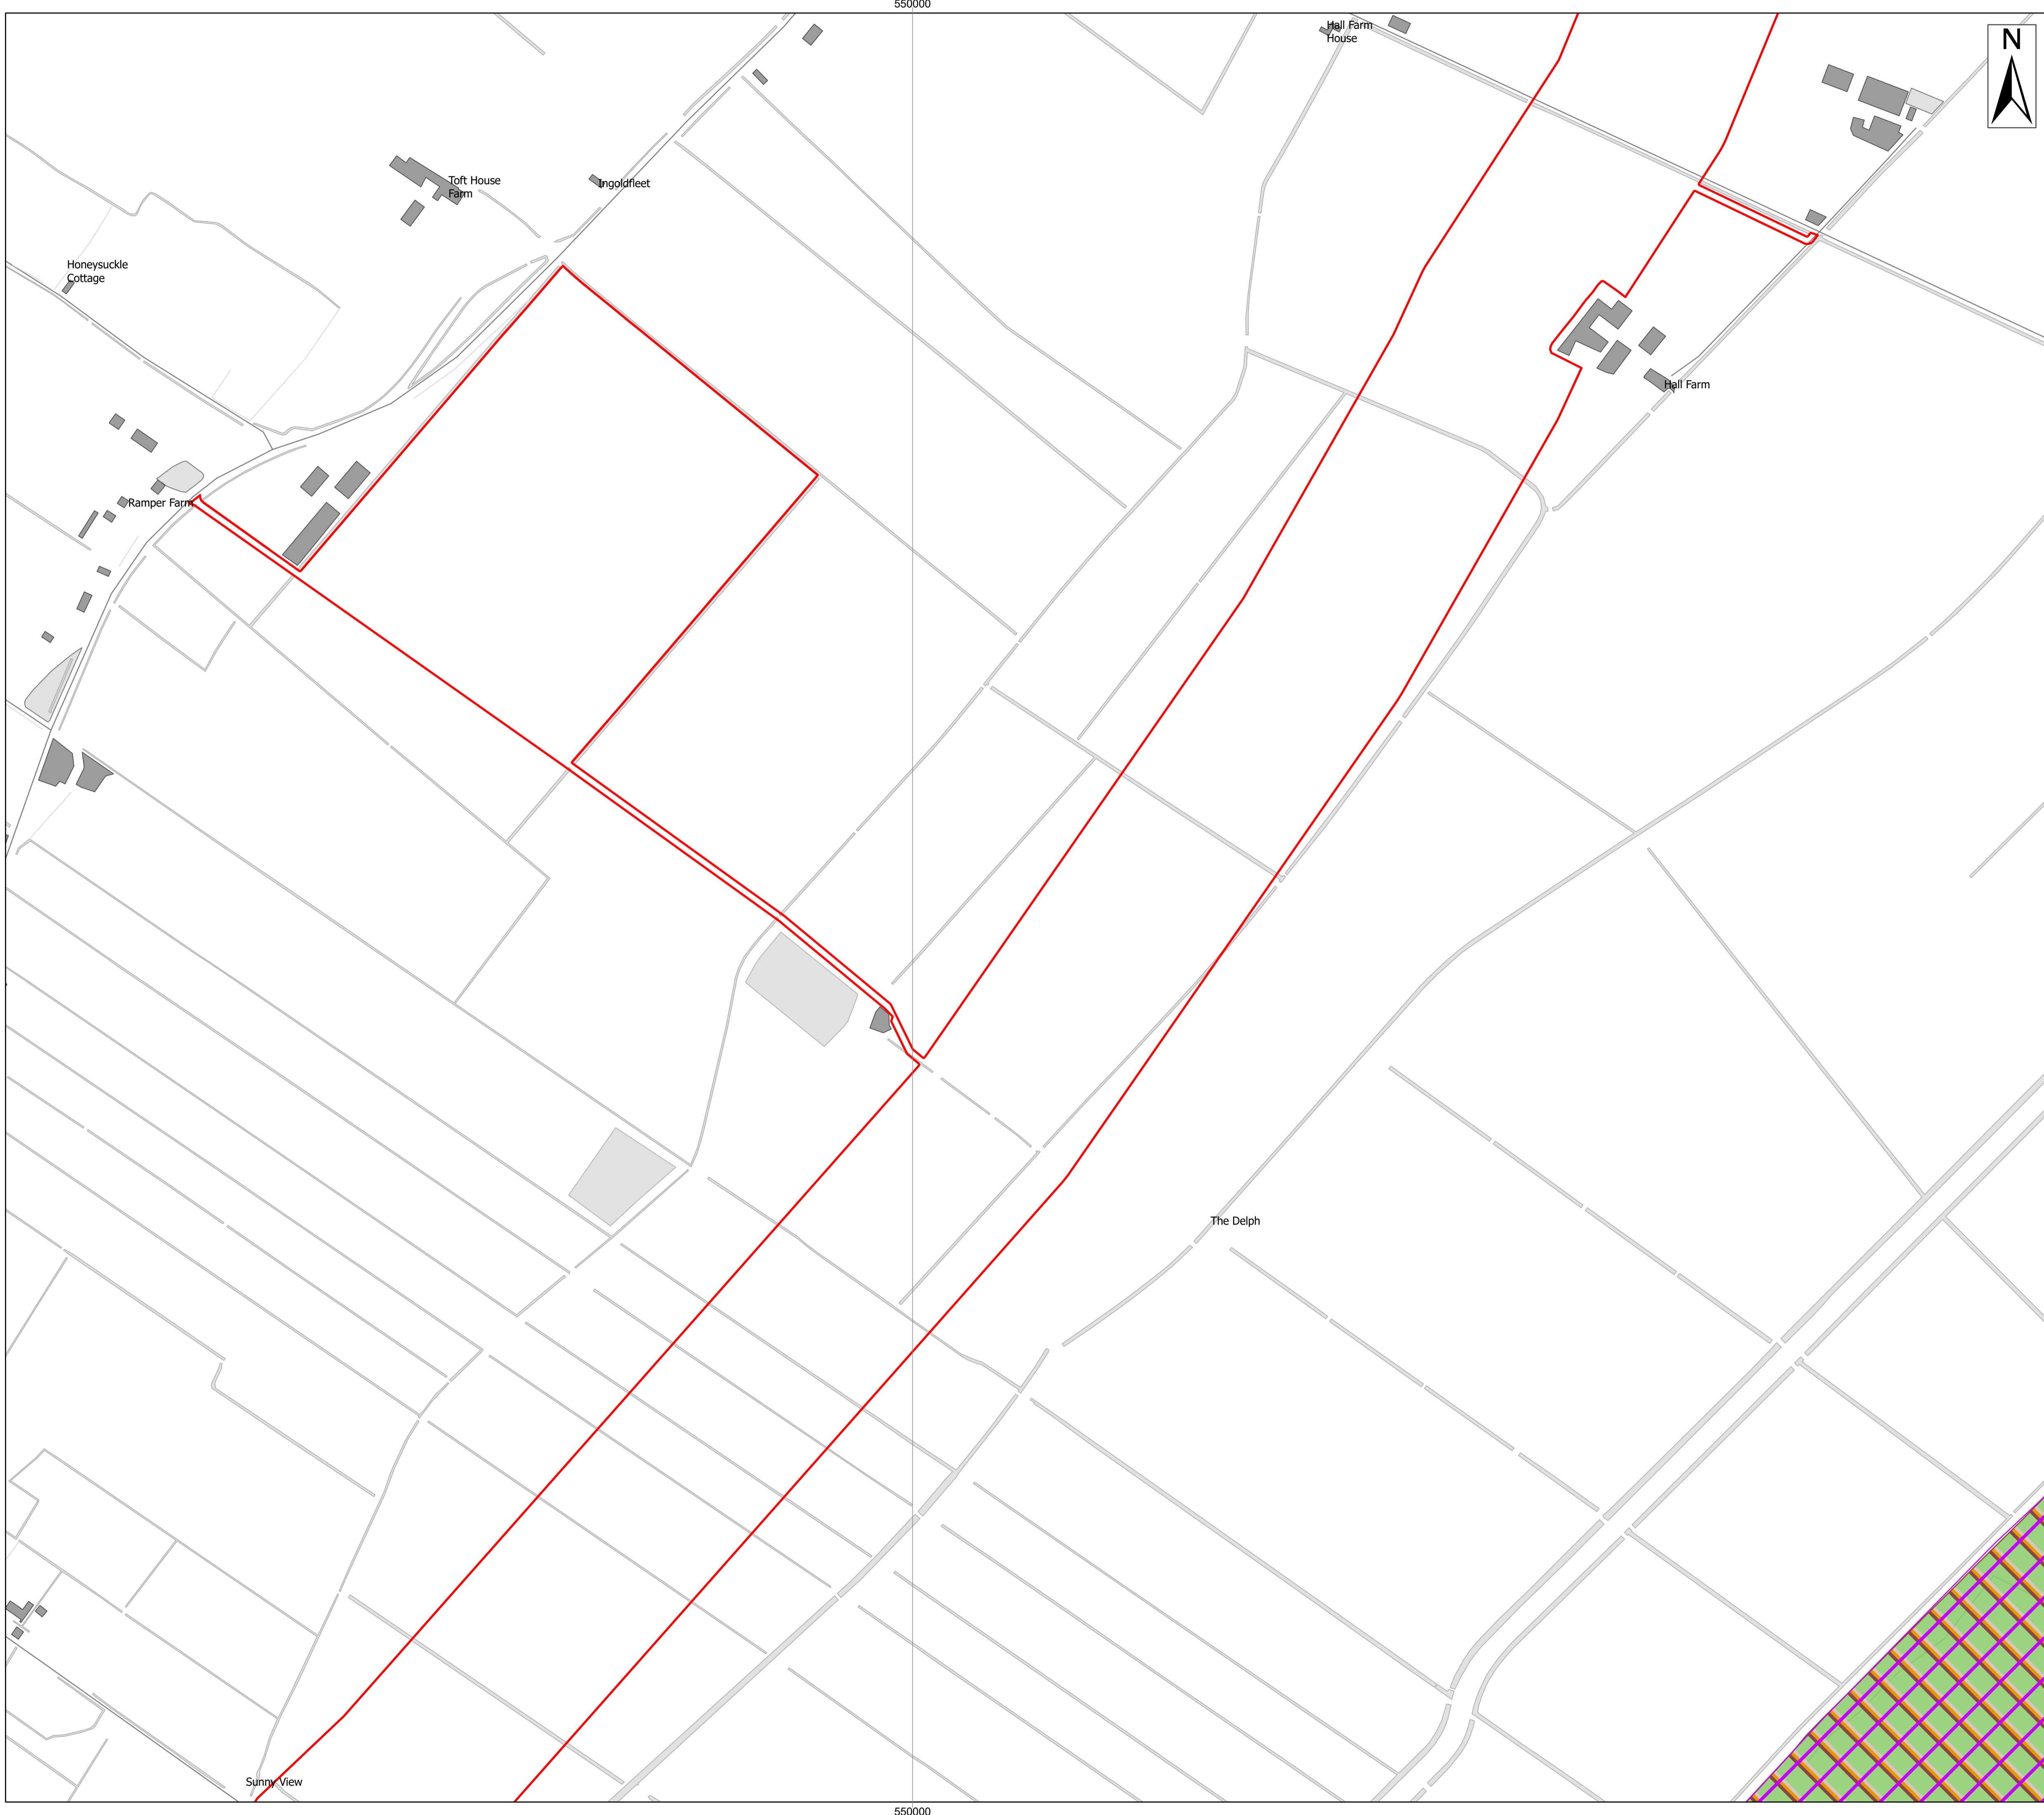 550000
Hall Farm
House
N
Toft House
Farm
Ingoldfleet
Honeysuckle
Cottage
Hall Farm
Ramper Farm
The Delph
Sunny View
550000